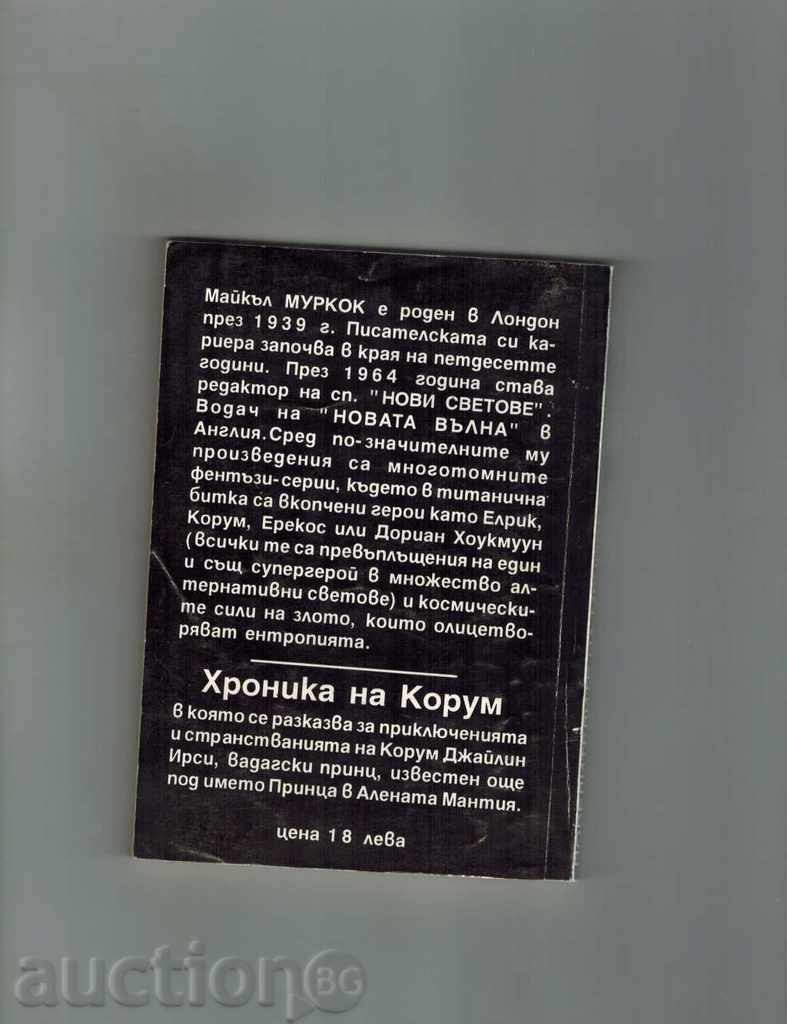 Майкъл МУРКОК е роден в Лондон
през 1939 г. Писателската си ка-
риера започва в края на петдесетте
години. През 1964 година става
редактор на сп. "НОВИ СВЕТОВЕ".
Водач на "НОВАТА ВЪЛНА" в
Англия.Сред по-значителните му
произведения са многотомните
фентъзи-серии, където в титанична
битка са вкопчени герои като Елрик,
Корум, Ерекос или Дориан Хоукмуун
(всички те са превъплъщения на един
и същ супергерой в множество ал-
тернативни светове) и космически-
те сили на злото, които олицетво-
ряват ентропията.
Хроника на Корум
в която се разказва за приключенията
и странстванията на Корум Джайлин
Ирси, вадагски принц, известен още
под името Принца в Алената Мантия.
цена 18 лева
auctionBG